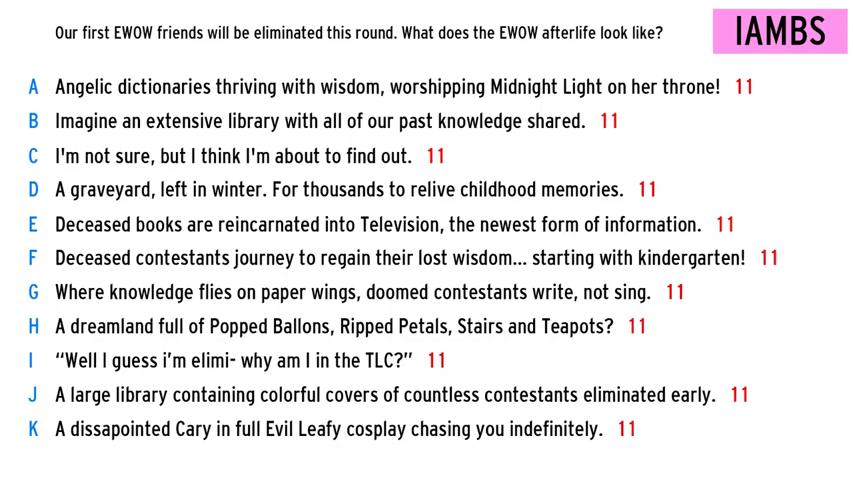 Our first EWOW friends will be eliminated this round. What does the EWOW afterlife look like?
IAMBS
A Angelic dictionaries thriving with wisdom, worshipping Midnight Light on her throne! 11
B Imagine an extensive library with all of our past knowledge shared. 11
C I'm not sure, but I think I'm about to find out. 11
D A graveyard, left in winter. For thousands to relive childhood memories. 11
E Deceased books are reincarnated into Television, the newest form of information. 11
F Deceased contestants journey to regain their lost wisdom... starting with kindergarten! 11
G Where knowledge flies on paper wings, doomed contestants write, not sing. 11
H A dreamland full of Popped Ballons, Ripped Petals, Stairs and Teapots? 11
I “Well I guess i’m elimi- why am I in the TLC?” 11
J A large library containing colorful covers of countless contestants eliminated early. 11
K A dissapointed Cary in full Evil Leafy cosplay chasing you indefinitely. 11